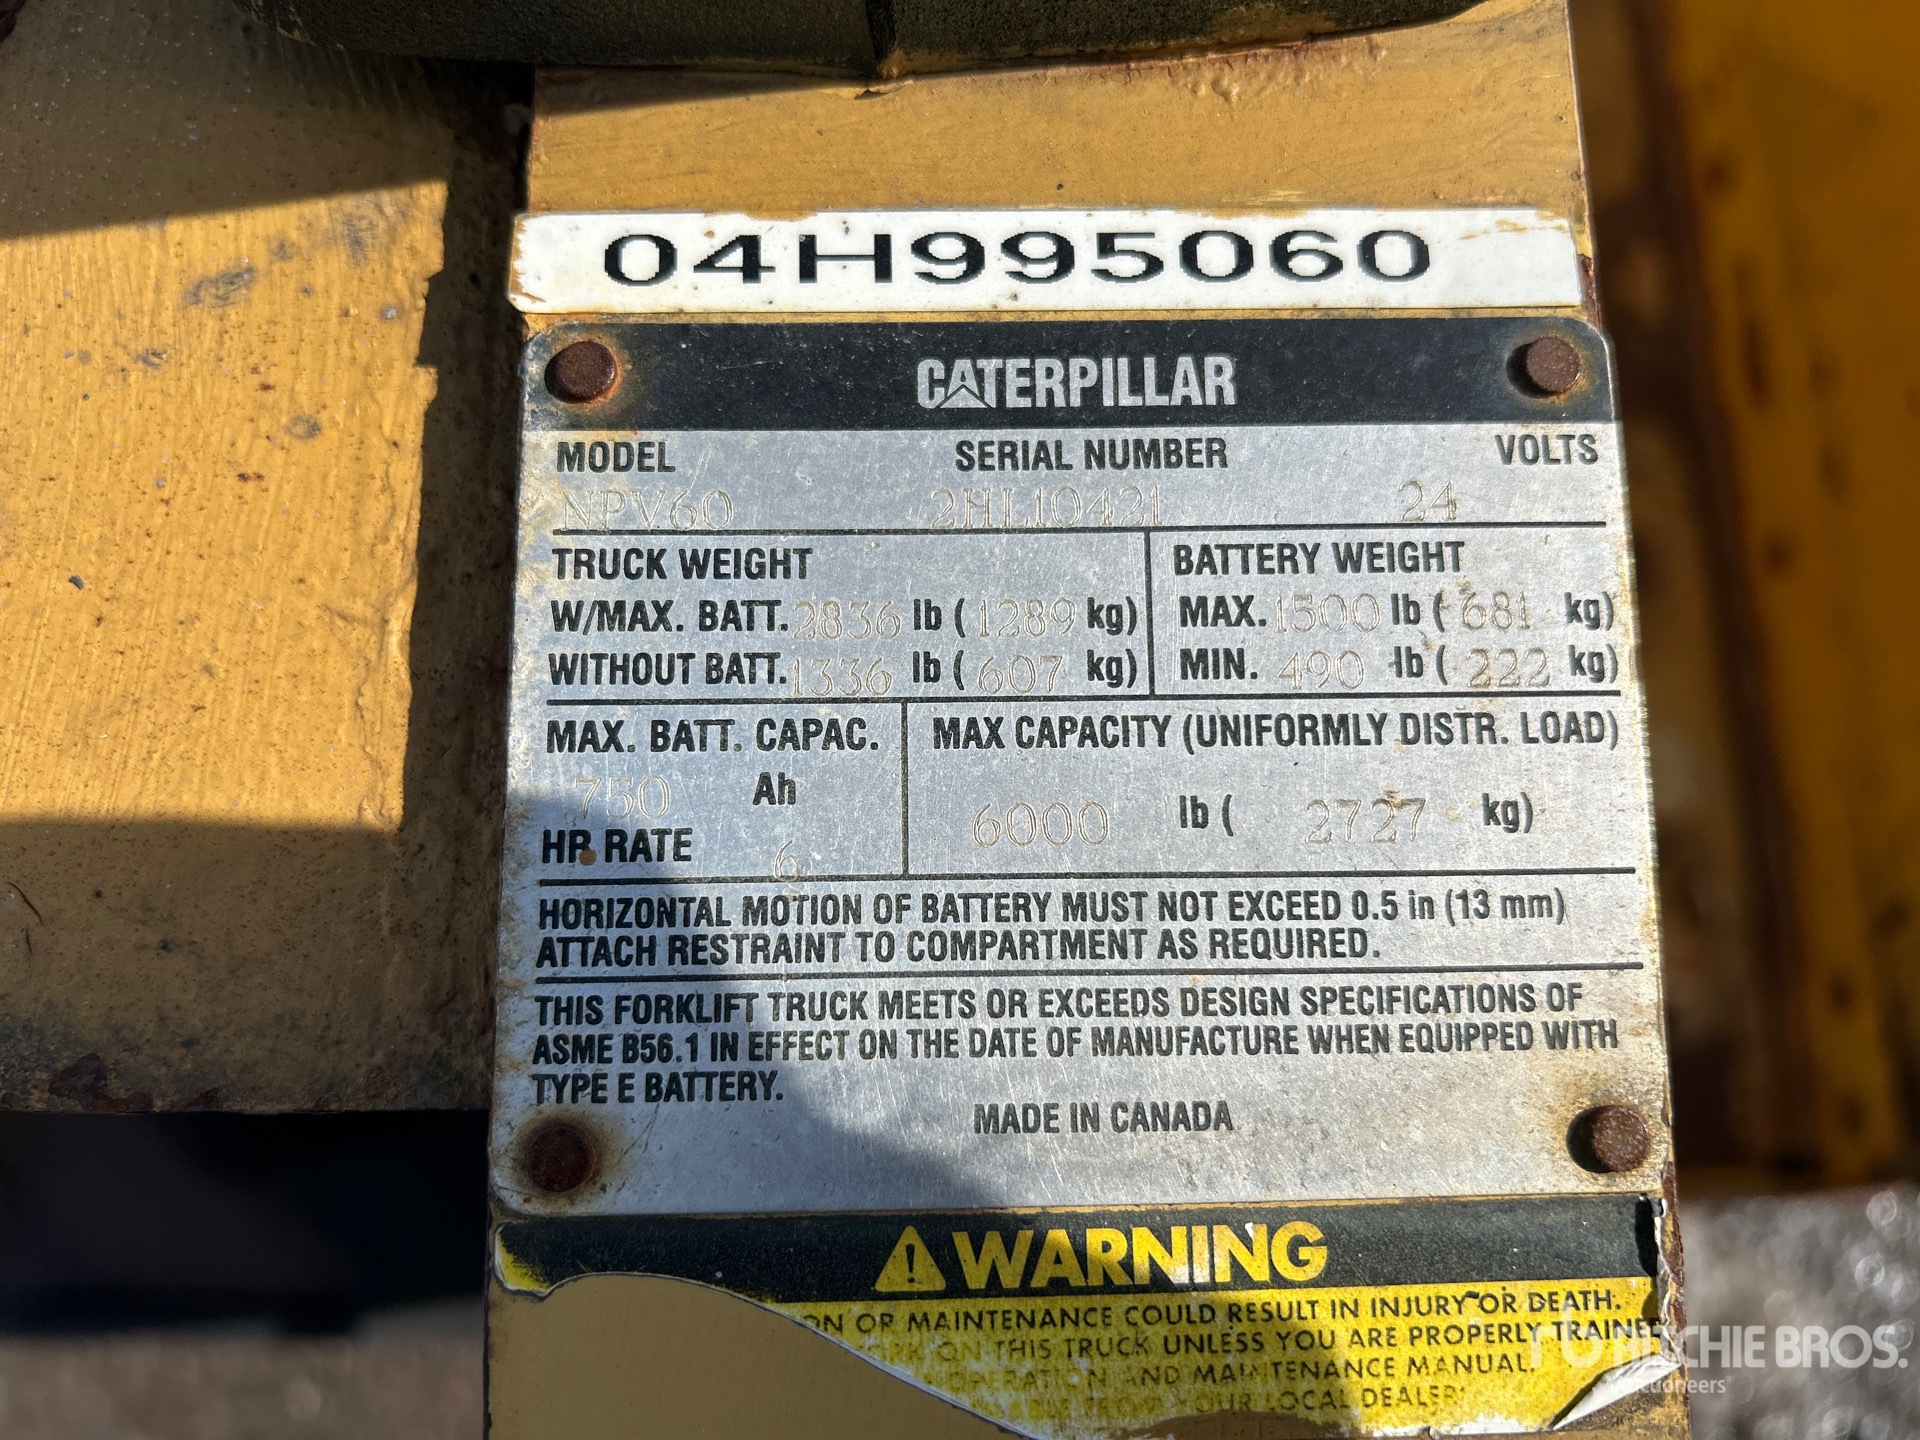 04H995060
CATERPILLAR
MODEL SERIAL NUMBER VOLTS
NPV60 2HL10421 24
TRUCK WEIGHT
W/MAX. BATT. 2836 lb ( 1289 kg)
WITHOUT BATT. 1336 lb ( 607 kg)
BATTERY WEIGHT
MAX. 1500 lb ( 681 kg)
MIN. 490 lb ( 222 kg)
MAX. BATT. CAPAC.
750 Ah
HR. RATE 6
MAX CAPACITY (UNIFORMLY DISTR. LOAD)
6000 lb ( 2727 kg)
HORIZONTAL MOTION OF BATTERY MUST NOT EXCEED 0.5 in (13 mm)
ATTACH RESTRAINT TO COMPARTMENT AS REQUIRED.
THIS FORKLIFT TRUCK MEETS OR EXCEEDS DESIGN SPECIFICATIONS OF
ASME B56.1 IN EFFECT ON THE DATE OF MANUFACTURE WHEN EQUIPPED WITH
TYPE E BATTERY.
MADE IN CANADA
WARNING
OR MAINTENANCE COULD RESULT IN INJURY OR DEATH.
ON THIS TRUCK UNLESS YOU ARE PROPERLY TRAINED
OPERATION AND MAINTENANCE MANUAL.
FROM YOUR LOCAL DEALER
RITCHIE BROS.
Auctioneers